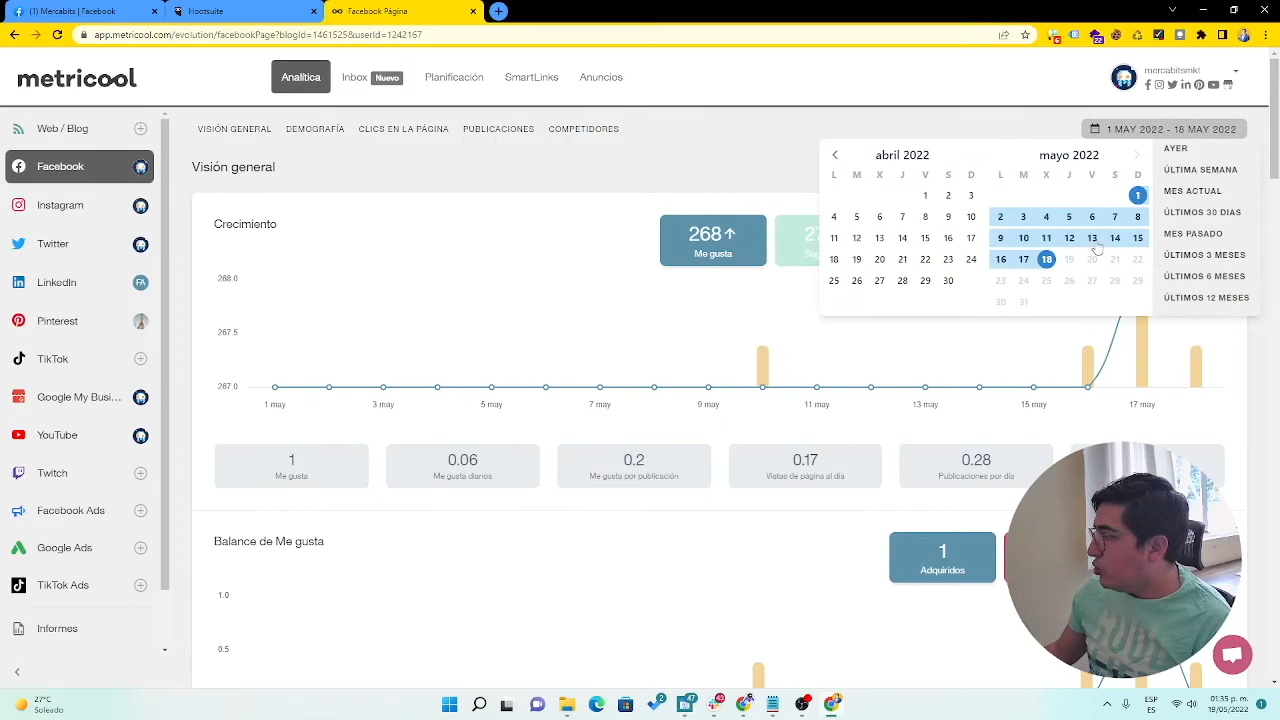 (1) Mercabits | Facebook
Hootsuite
Facebook Página
app.metricool.com/evolution/facebookPage?blogId=1461525&userId=1242167
metricool
Analítica
Inbox Nuevo
Planificación
SmartLinks
Anuncios
mercabitsmkt
Web / Blog
Facebook
Instagram
Twitter
LinkedIn
FA
Pinterest
TikTok
Google My Busi...
YouTube
Twitch
Facebook Ads
Google Ads
TikTok Ads
Informes
VISIÓN GENERAL DEMOGRAFÍA CLICS EN LA PÁGINA PUBLICACIONES COMPETIDORES
1 MAY 2022 - 18 MAY 2022
Visión general
abril 2022
L M X J V S D
1 2 3
4 5 6 7 8 9 10
11 12 13 14 15 16 17
18 19 20 21 22 23 24
25 26 27 28 29 30
mayo 2022
L M X J V S D
1
2 3 4 5 6 7 8
9 10 11 12 13 14 15
16 17 18 19 20 21 22
23 24 25 26 27 28 29
30 31
AYER
ÚLTIMA SEMANA
MES ACTUAL
ÚLTIMOS 30 DIAS
MES PASADO
ÚLTIMOS 3 MESES
ÚLTIMOS 6 MESES
ÚLTIMOS 12 MESES
Crecimiento
268
Me gusta
268.0
267.5
267.0
1 may 3 may 5 may 7 may 9 may 11 may 13 may 15 may 17 may
1
Me gusta
0.06
Me gusta diarios
0.2
Me gusta por publicación
0.17
Vistas de página al día
0.28
Publicaciones por día
Balance de Me gusta
1
Adquiridos
1.0
0.5
27°C
Soleado
2
47
43
ESP
ES
01:35 p. m.
19/05/2022
1